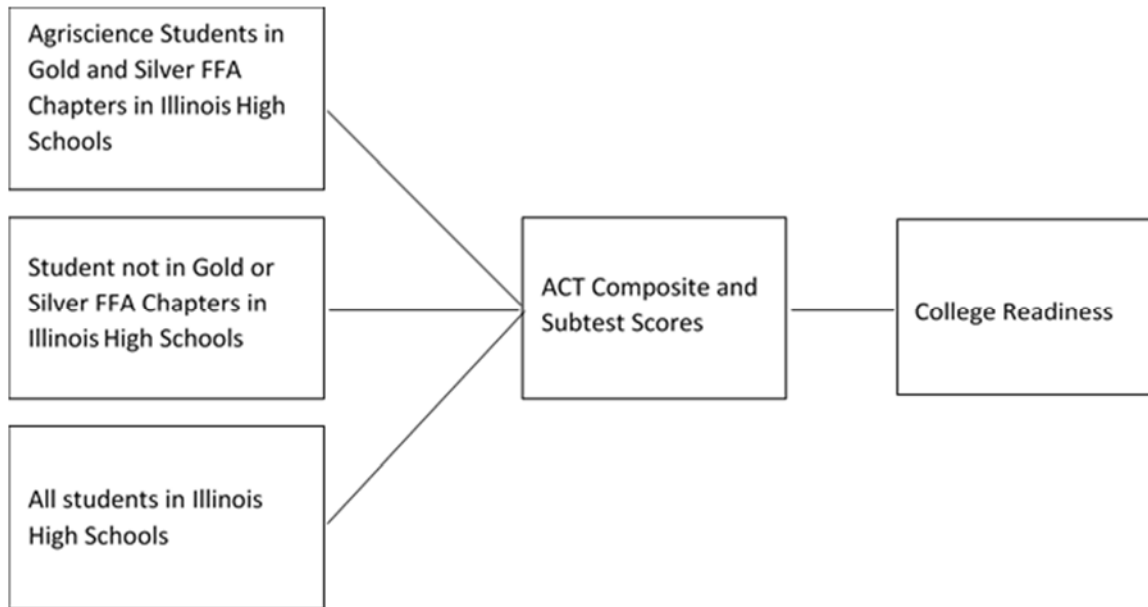 Agriscience Students in
Gold and Silver FFA
Chapters in Illinois High
Schools
Student not in Gold or
Silver FFA Chapters in
Illinois High Schools
All students in Illinois
High Schools
ACT Composite and
Subtest Scores
College Readiness